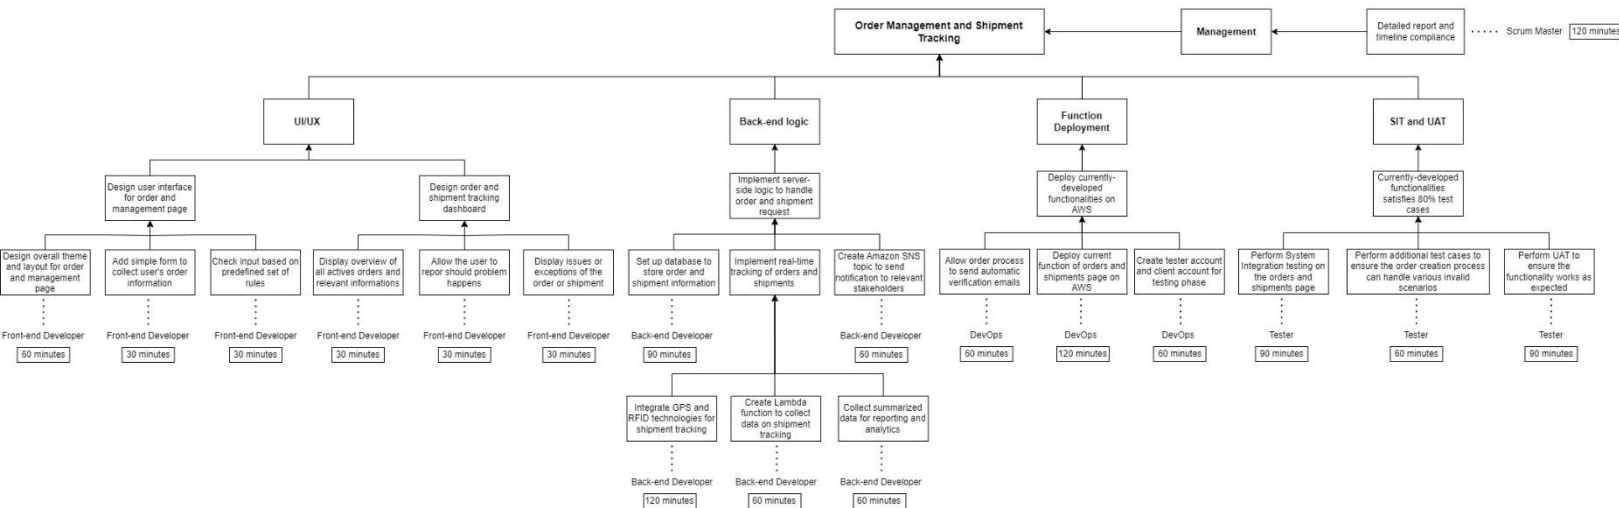 Order Management and Shipment
Tracking
Management
Detailed report and
timeline compliance
Scrum Master
120 minutes
UI/UX
Back-end logic
Function
Deployment
SIT and UAT
Design user interface
for order and
management page
Design order and
shipment tracking
dashboard
Implement server-
side logic to handle
order and shipment
request
Deploy currently-
developed
functionalities on
AWS
Currently-developed
functionalities
satisfies 80% test
cases
Design overall theme
and layout for order
and management
page
Add simple form to
collect user's order
information
Check input based on
predefined set of
rules
Display overview of
all actives orders and
relevant informations
Allow the user to
repor should problem
happens
Display issues or
exceptions of the
order or shipment
Set up database to
store order and
shipment information
Implement real-time
tracking of orders and
shipments
Create Amazon SNS
topic to send
notification to relevant
stakeholders
Allow order process
to send automatic
verification emails
Deploy current
function of orders and
shipments page on
AWS
Create tester account
and client account for
testing phase
Perform System
Integration testing on
the orders and
shipments page
Perform additional test cases to
ensure the order creation process
can handle various invalid
scenarios
Perform UAT to
ensure the
functionality works as
expected
Front-end Developer
60 minutes
Front-end Developer
30 minutes
Front-end Developer
30 minutes
Front-end Developer
30 minutes
Front-end Developer
30 minutes
Front-end Developer
30 minutes
Back-end Developer
90 minutes
Back-end Developer
60 minutes
DevOps
60 minutes
DevOps
120 minutes
DevOps
60 minutes
Tester
90 minutes
Tester
60 minutes
Tester
90 minutes
Integrate GPS and
RFID technologies for
shipment tracking
Create Lambda
function to collect
data on shipment
tracking
Collect summarized
data for reporting and
analytics
Back-end Developer
120 minutes
Back-end Developer
60 minutes
Back-end Developer
60 minutes